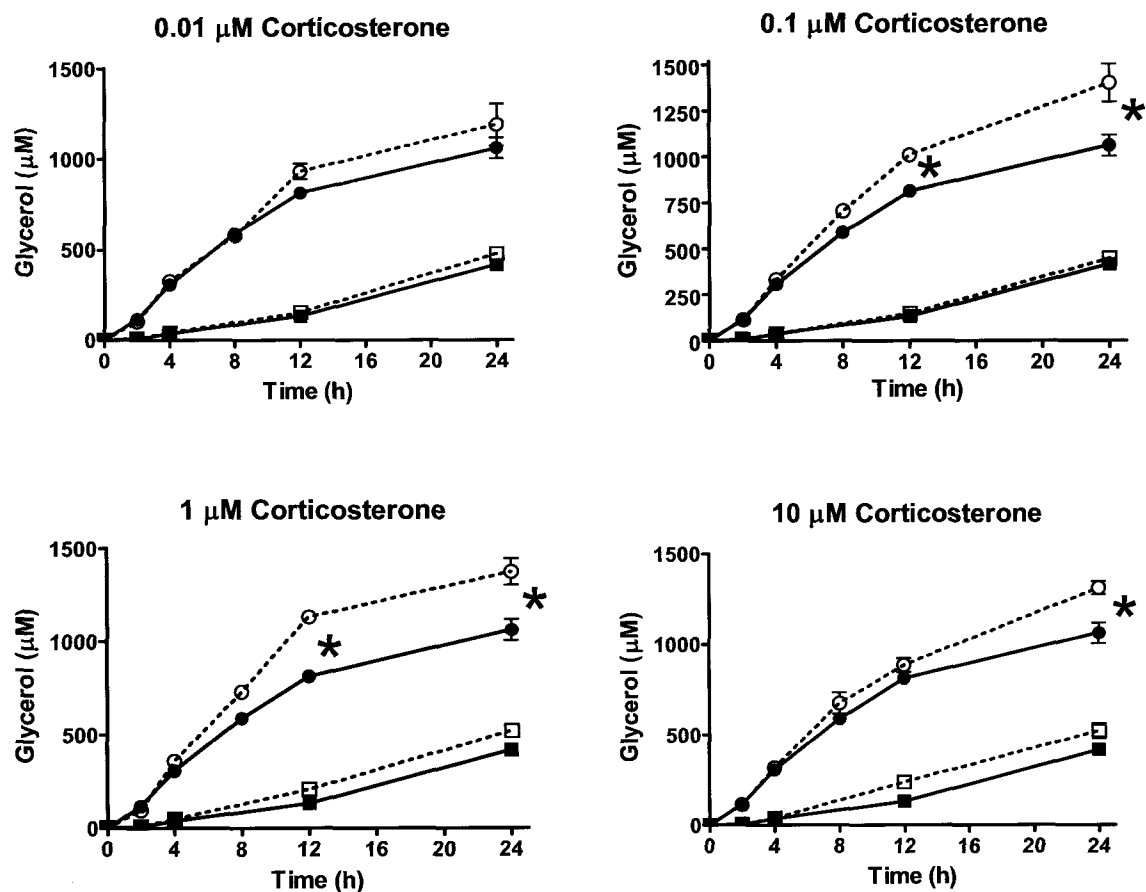 0.01 μM Corticosterone
1500
1000
500
0
Glycerol (μM)
0 4 8 12 16 20 24
Time (h)
0.1 μM Corticosterone
1500
1250
1000
750
500
250
0
Glycerol (μM)
*
*
0 4 8 12 16 20 24
Time (h)
1 μM Corticosterone
1500
1000
500
0
Glycerol (μM)
*
*
0 4 8 12 16 20 24
Time (h)
10 μM Corticosterone
1500
1000
500
0
Glycerol (μM)
*
0 4 8 12 16 20 24
Time (h)